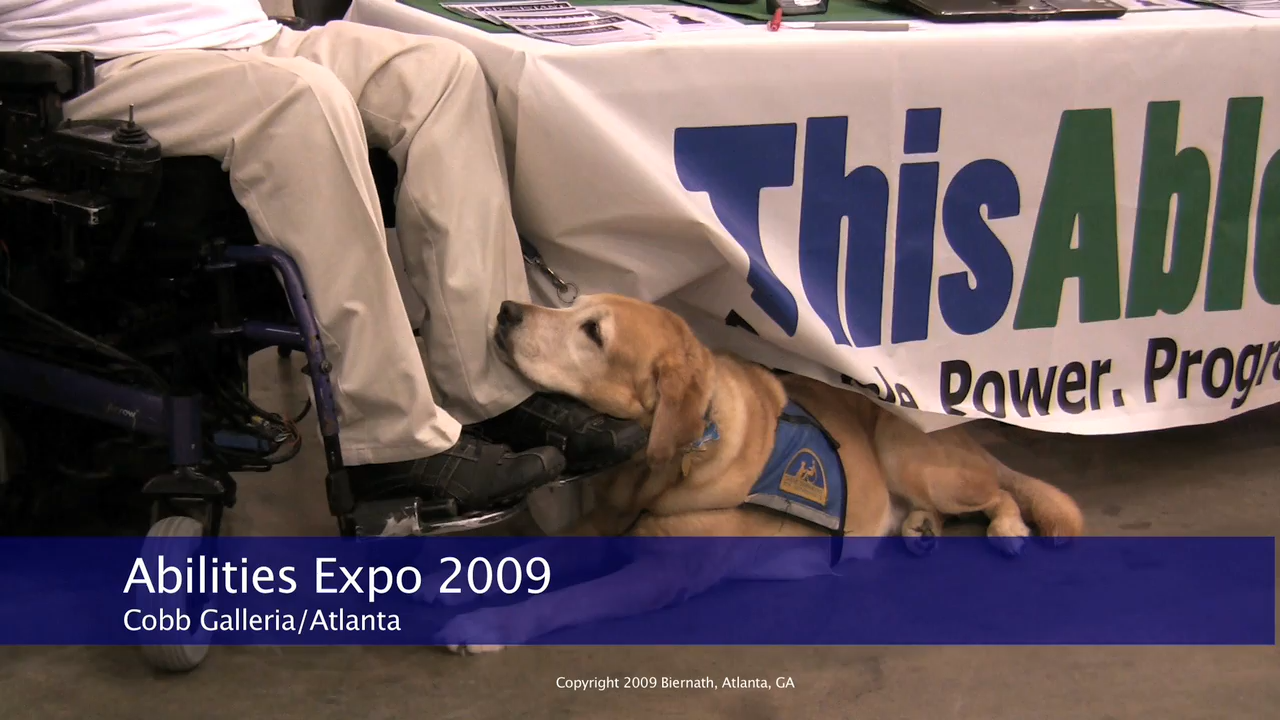 ThisAble
Power. Progr
Abilities Expo 2009
Cobb Galleria/Atlanta
Copyright 2009 Biernath, Atlanta, GA